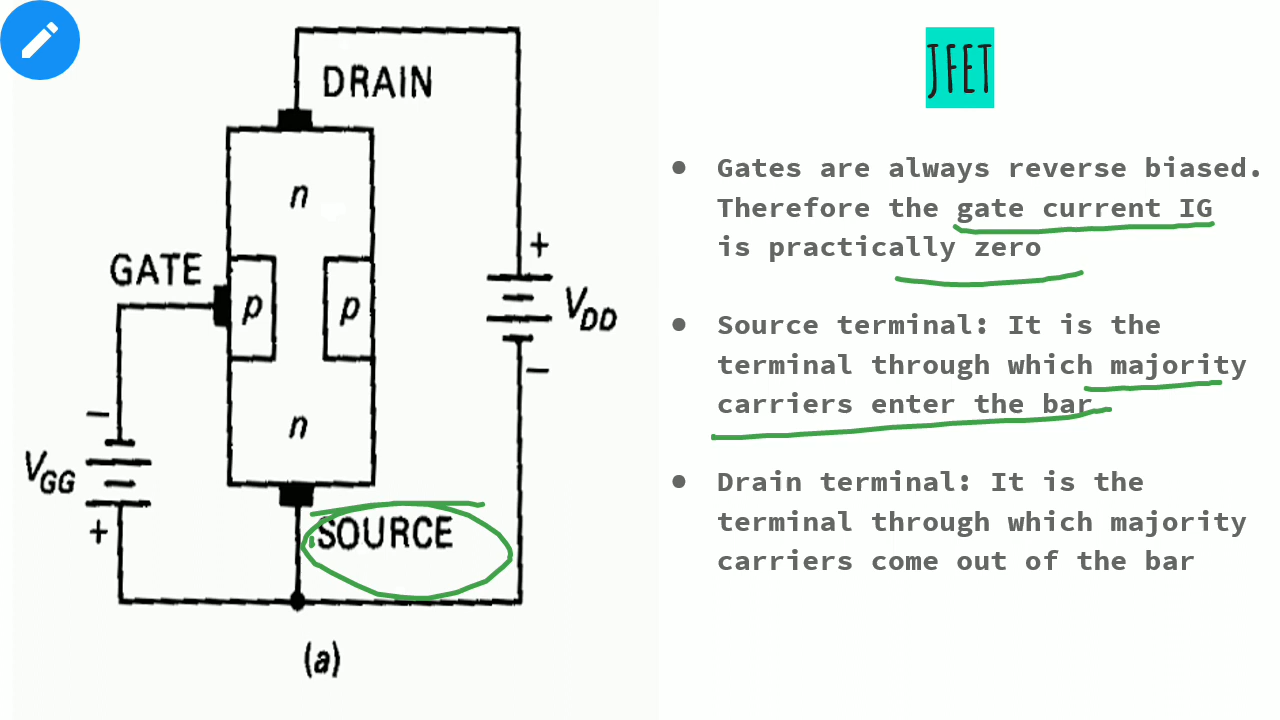 DRAIN
n
GATE
p
p
+
VDD
−
−
n
VGG
+
SOURCE
(a)
JFET
● Gates are always reverse biased.
Therefore the gate current IG
is practically zero
● Source terminal: It is the
terminal through which majority
carriers enter the bar
● Drain terminal: It is the
terminal through which majority
carriers come out of the bar